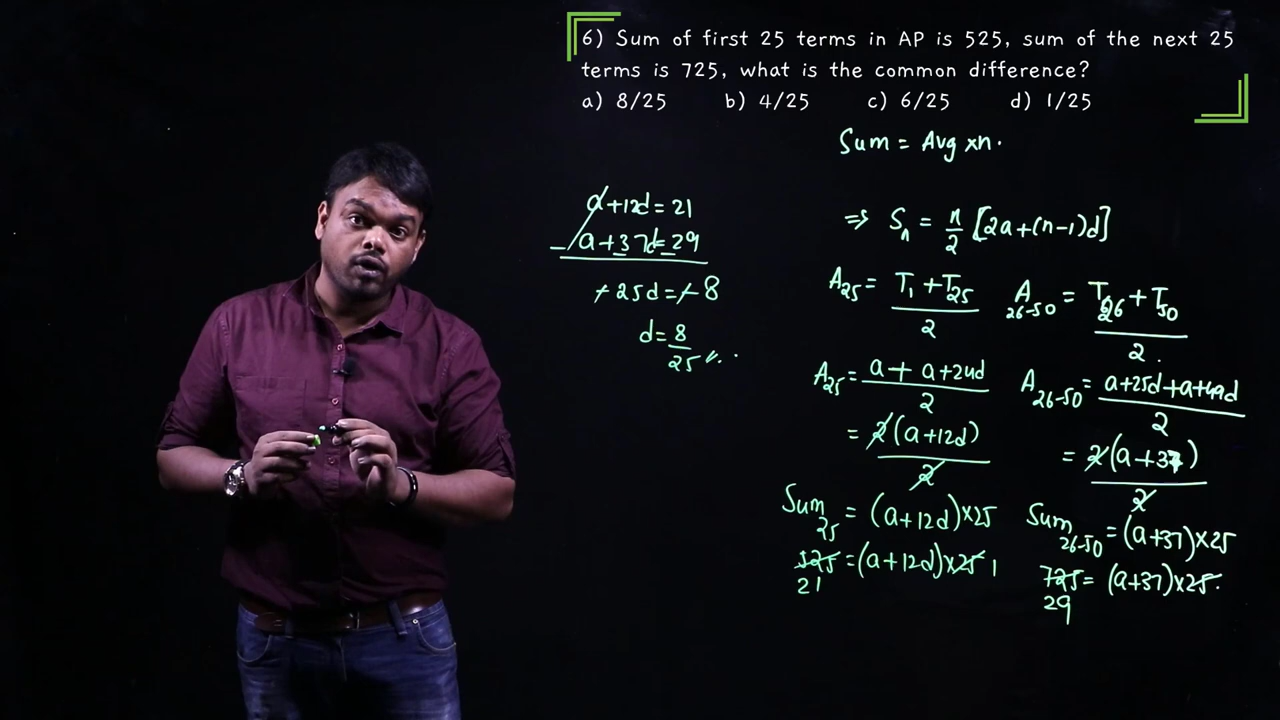 6) Sum of first 25 terms in AP is 525, sum of the next 25
terms is 725, what is the common difference?
a) 8/25 b) 4/25 c) 6/25 d) 1/25
Sum = Avg ×n.
a+12d = 21
- a+37d = 29
-25d = -8
d = 8/25
⇒ Sn = n/2 [2a+(n-1)d]
A25 = T1 + T25 / 2
A25 = a + a+24d / 2
= 2(a+12d) / 2
Sum25 = (a+12d)×25
525 = (a+12d)×25 1
21
A26-50 = T26 + T50 / 2
A26-50 = a+25d+a+49d / 2
= 2(a+37) / 2
Sum26-50 = (a+37)×25
725 = (a+37)×25.
29